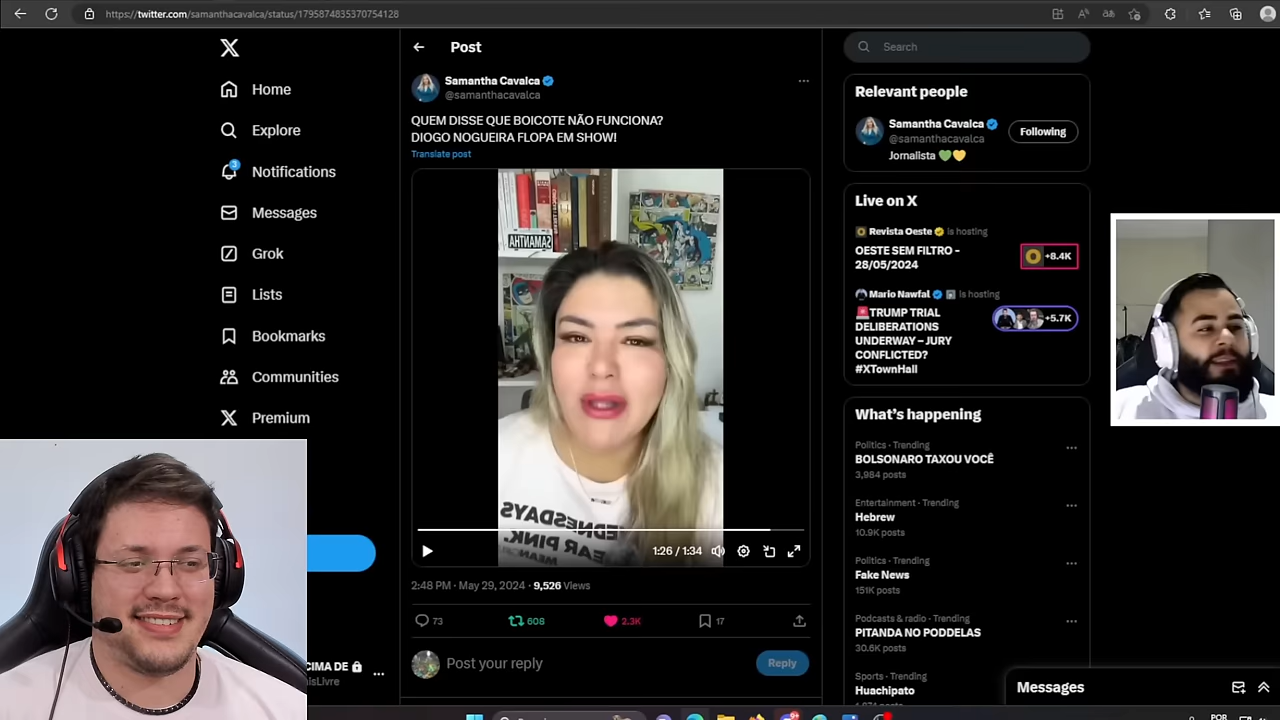 https://twitter.com/samanthacavalca/status/1795874835370754128
Home
Explore
3
Notifications
Messages
Grok
Lists
Bookmarks
Communities
Premium
CIMA DE
Post
Samantha Cavalca
@samanthacavalca
QUEM DISSE QUE BOICOTE NÃO FUNCIONA?
DIOGO NOGUEIRA FLOPA EM SHOW!
Translate post
SAMANTHA
WEDNESDAYS
1:26 / 1:34
2:48 PM · May 29, 2024 · 9,526 Views
73
608
2.3K
17
Post your reply
Reply
Search
Relevant people
Samantha Cavalca
@samanthacavalca
Following
Jornalista 💚💛
Live on X
Revista Oeste is hosting
OESTE SEM FILTRO –
28/05/2024
+8.4K
Mario Nawfal is hosting
🚨TRUMP TRIAL
DELIBERATIONS
UNDERWAY – JURY
CONFLICTED?
#XTownHall
+5.7K
What's happening
Politics · Trending
BOLSONARO TAXOU VOCÊ
3,984 posts
Entertainment · Trending
Hebrew
10.9K posts
Politics · Trending
Fake News
151K posts
Podcasts & radio · Trending
PITANDA NO PODDELAS
30.6K posts
Sports · Trending
Huachipato
Messages
POR